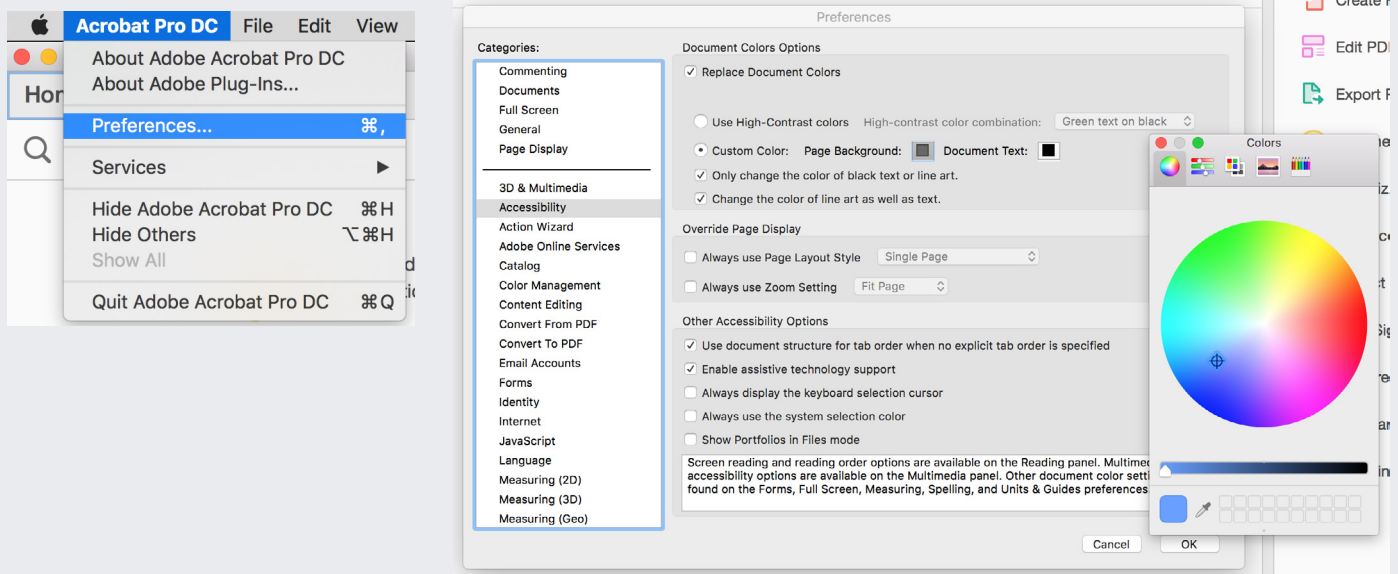 Acrobat Pro DC File Edit View
About Adobe Acrobat Pro DC
About Adobe Plug-Ins...
Preferences... ⌘,
Services
Hide Adobe Acrobat Pro DC ⌘H
Hide Others ⌥⌘H
Show All
Quit Adobe Acrobat Pro DC ⌘Q
Preferences
Categories:
Commenting
Documents
Full Screen
General
Page Display
3D & Multimedia
Accessibility
Action Wizard
Adobe Online Services
Catalog
Color Management
Content Editing
Convert From PDF
Convert To PDF
Email Accounts
Forms
Identity
Internet
JavaScript
Language
Measuring (2D)
Measuring (3D)
Measuring (Geo)
Document Colors Options
Replace Document Colors
Use High-Contrast colors High-contrast color combination: Green text on black
Custom Color: Page Background: Document Text:
Only change the color of black text or line art.
Change the color of line art as well as text.
Override Page Display
Always use Page Layout Style Single Page
Always use Zoom Setting Fit Page
Other Accessibility Options
Use document structure for tab order when no explicit tab order is specified
Enable assistive technology support
Always display the keyboard selection cursor
Always use the system selection color
Show Portfolios in Files mode
Screen reading and reading order options are available on the Reading panel.
accessibility options are available on the Multimedia panel. Other document color
found on the Forms, Full Screen, Measuring, Spelling, and Units & Guides preferences
Cancel OK
Colors
Create
Edit
Export